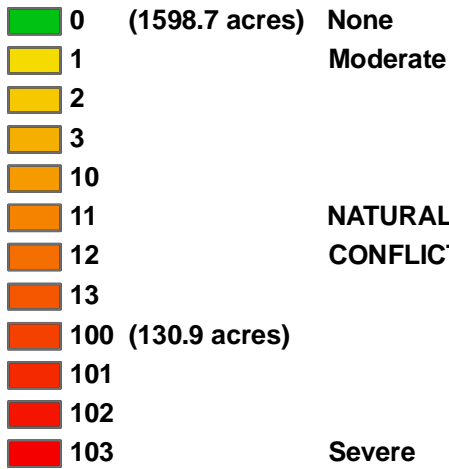 0 (1598.7 acres) None
1 Moderate
2
3
10
11 NATURAL
12 CONFLICT
13
100 (130.9 acres)
101
102
103 Severe